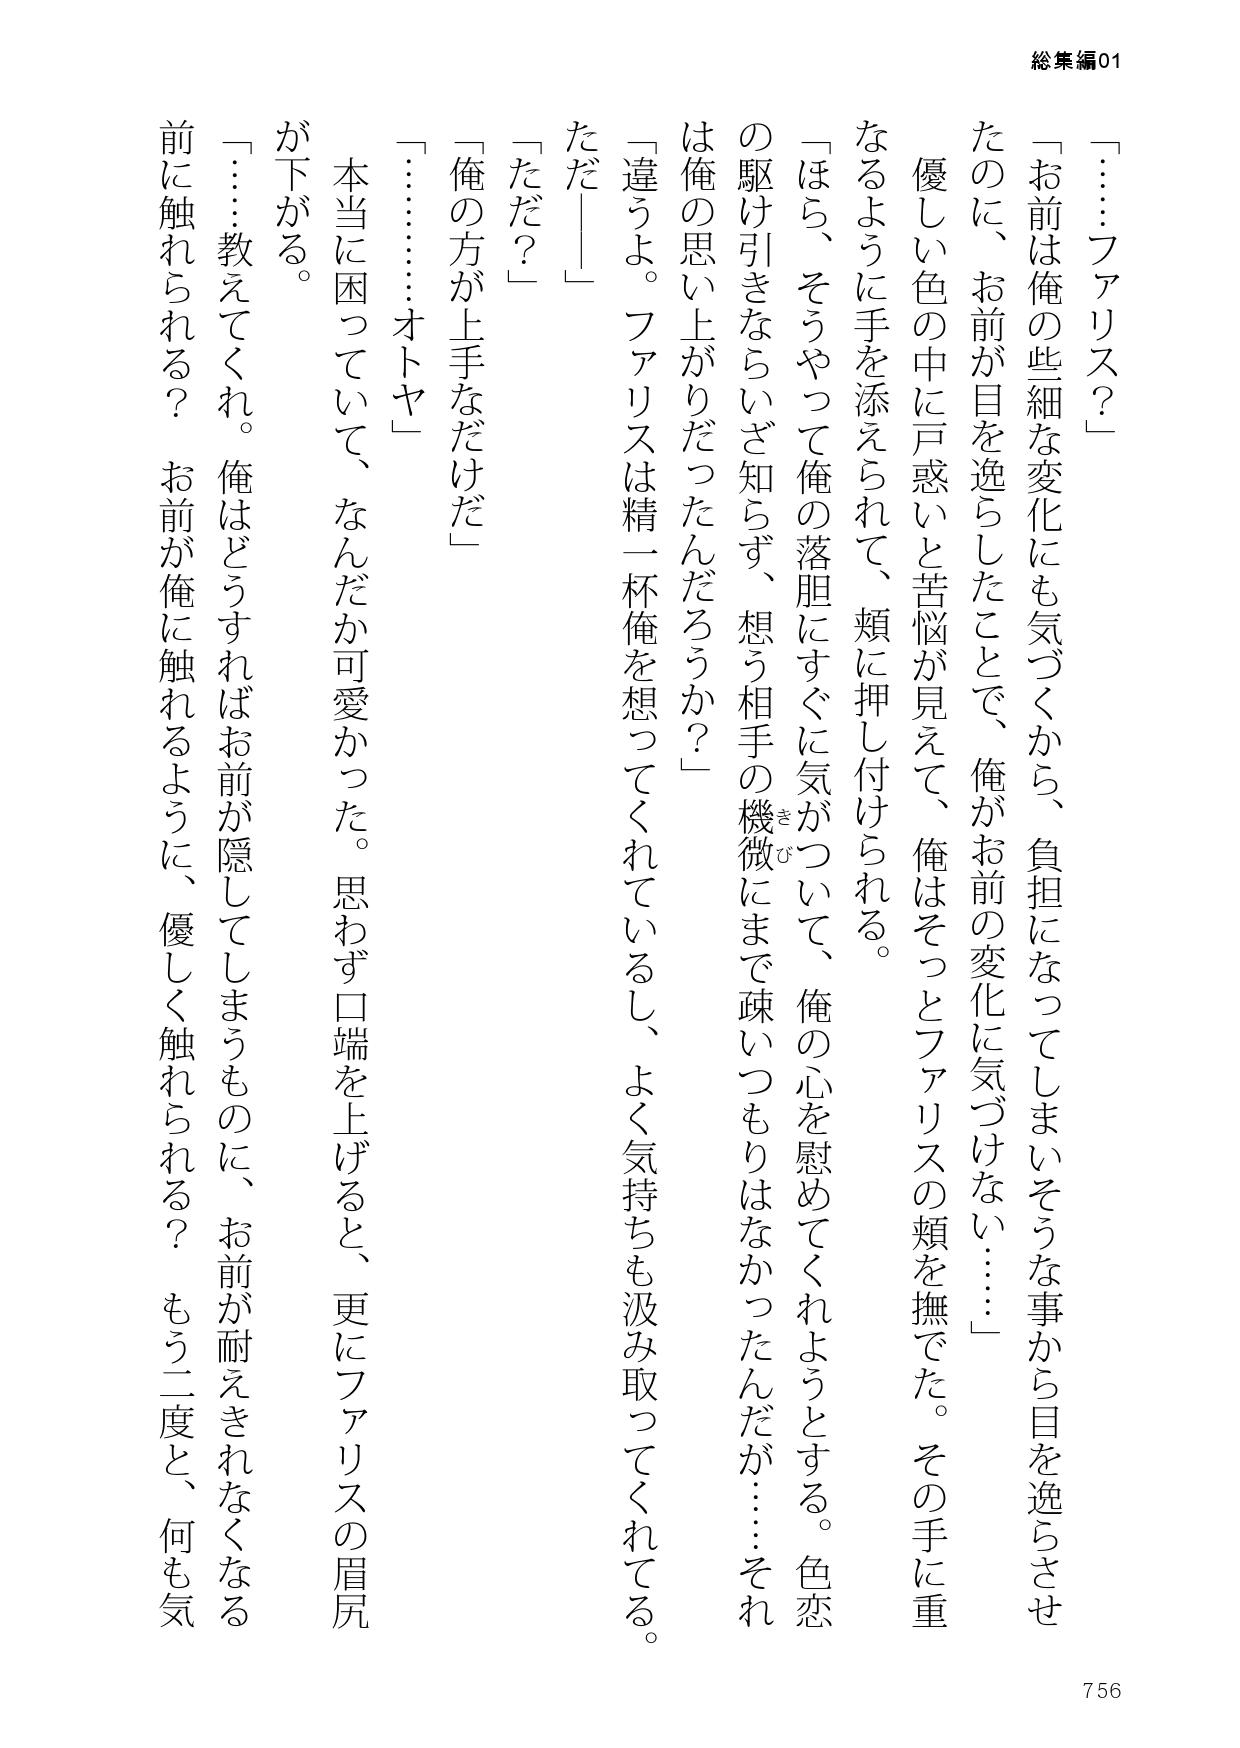 総集編01
「……ファリス？」
「お前は俺の些細な変化にも気づくから、負担になってしまいそうな事から目を逸らさせ
たのに、お前が目を逸らしたことで、俺がお前の変化に気づけない……」
　優しい色の中に戸惑いと苦悩が見えて、俺はそっとファリスの頬を撫でた。その手に重
なるように手を添えられて、頬に押し付けられる。
「ほら、そうやって俺の落胆にすぐに気がついて、俺の心を慰めてくれようとする。色恋
の駆け引きならいざ知らず、想う相手の機微にまで疎いつもりはなかったんだが……それ
きび
は俺の思い上がりだったんだろうか？」
「違うよ。ファリスは精一杯俺を想ってくれているし、よく気持ちも汲み取ってくれてる。
ただ――」
「ただ？」
「俺の方が上手なだけだ」
「…………オトヤ」
　本当に困っていて、なんだか可愛かった。思わず口端を上げると、更にファリスの眉尻
が下がる。
「……教えてくれ。俺はどうすればお前が隠してしまうものに、お前が耐えきれなくなる
前に触れられる？　お前が俺に触れるように、優しく触れられる？　もう二度と、何も気
756